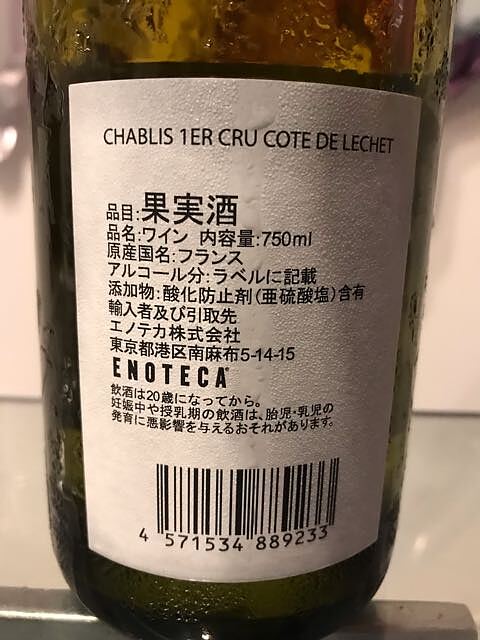 CHABLIS 1ER CRU COTE DE LECHET
品目:果実酒
品名:ワイン 内容量:750ml
原産国名:フランス
アルコール分:ラベルに記載
添加物:酸化防止剤(亜硫酸塩)含有
輸入者及び引取先
エノテカ株式会社
東京都港区南麻布5-14-15
ENOTECA®
飲酒は20歳になってから。
妊娠中や授乳期の飲酒は、胎児・乳児の
発育に悪影響を与えるおそれがあります。
4 571534 889233